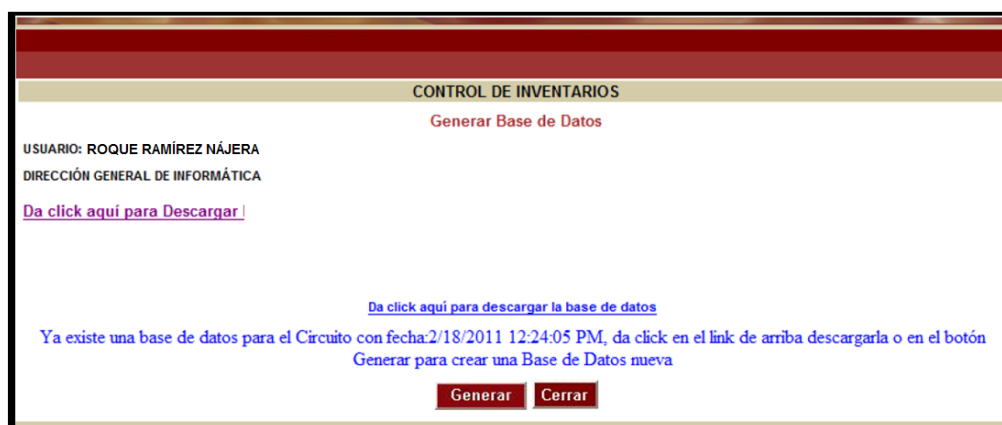 CONTROL DE INVENTARIOS
Generar Base de Datos
USUARIO: ROQUE RAMÍREZ NÁJERA
DIRECCIÓN GENERAL DE INFORMÁTICA
Da click aquí para Descargar
Da click aquí para descargar la base de datos
Ya existe una base de datos para el Circuito con fecha:2/18/2011 12:24:05 PM, da click en el link de arriba descargarla o en el botón
Generar para crear una Base de Datos nueva
Generar Cerrar